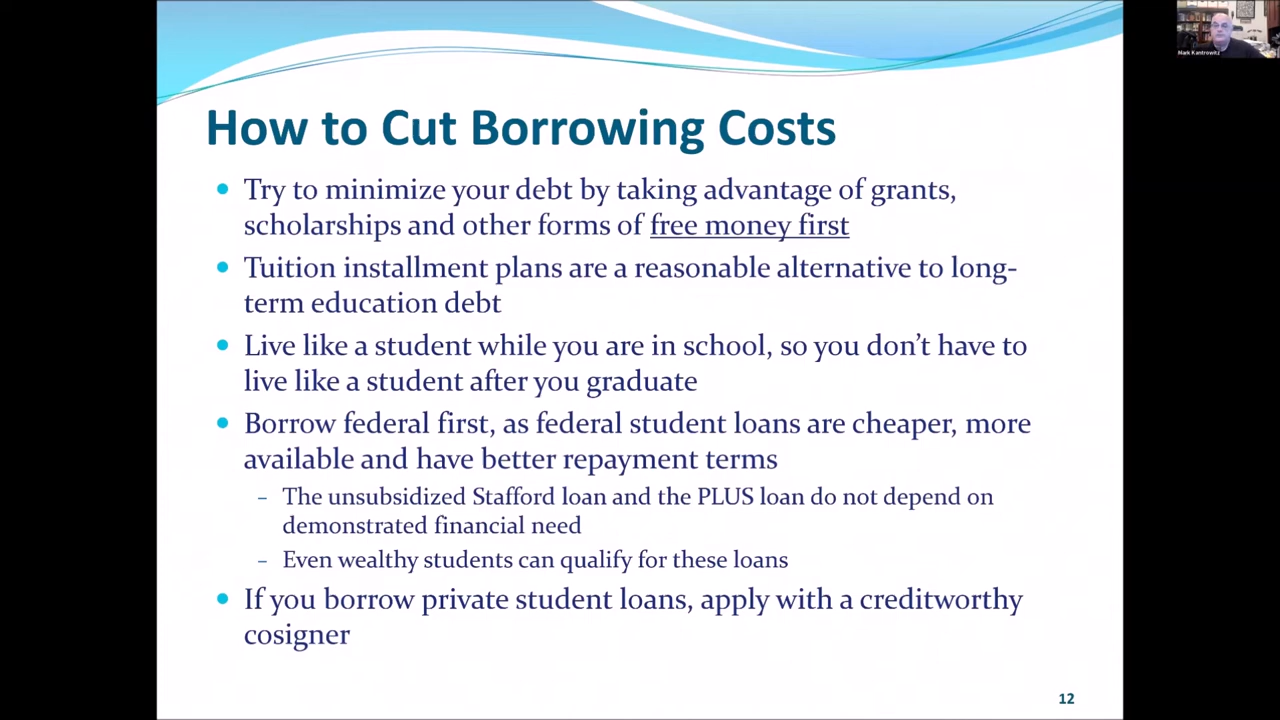 Mark Kantrowitz
How to Cut Borrowing Costs
• Try to minimize your debt by taking advantage of grants,
scholarships and other forms of free money first
• Tuition installment plans are a reasonable alternative to long-
term education debt
• Live like a student while you are in school, so you don't have to
live like a student after you graduate
• Borrow federal first, as federal student loans are cheaper, more
available and have better repayment terms
– The unsubsidized Stafford loan and the PLUS loan do not depend on
demonstrated financial need
– Even wealthy students can qualify for these loans
• If you borrow private student loans, apply with a creditworthy
cosigner
12